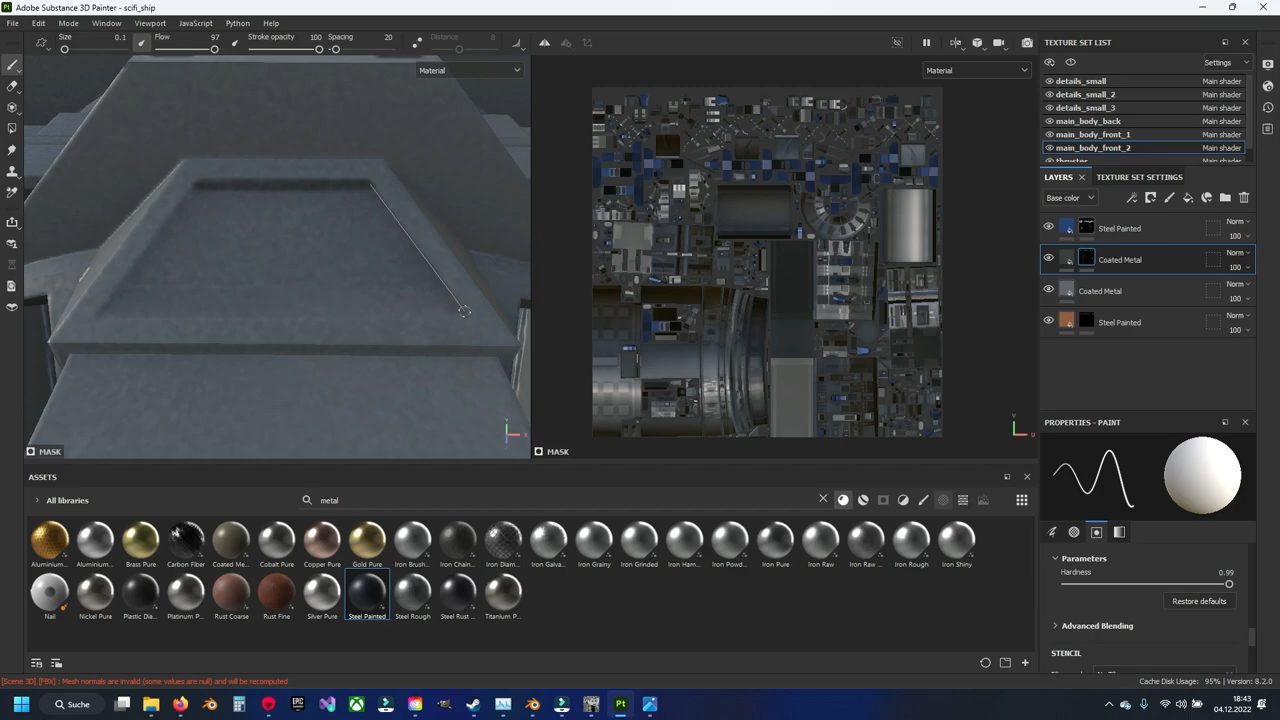 Adobe Substance 3D Painter - scifi_ship
File Edit Mode Window Viewport JavaScript Python Help
Size 0.1 Flow 97 Stroke opacity 100 Spacing 20 Distance 8
Material
Material
MASK
MASK
TEXTURE SET LIST
Settings
details_small Main shader
details_small_2 Main shader
details_small_3 Main shader
main_body_back Main shader
main_body_front_1 Main shader
main_body_front_2 Main shader
thruster Main shader
LAYERS TEXTURE SET SETTINGS
Base color
Steel Painted Norm 100
Coated Metal Norm 100
Coated Metal Norm 100
Steel Painted Norm 100
PROPERTIES - PAINT
Parameters
Hardness 0.99
Restore defaults
Advanced Blending
STENCIL
ASSETS
All libraries metal
Aluminium... Aluminium... Brass Pure Carbon Fiber Coated Me... Cobalt Pure Copper Pure Gold Pure Iron Brush... Iron Chain... Iron Diam... Iron Galva... Iron Grainy Iron Grinded Iron Ham... Iron Powd... Iron Pure Iron Raw Iron Raw ... Iron Rough Iron Shiny
Nail Nickel Pure Plastic Dia... Platinum P... Rust Coarse Rust Fine Silver Pure Steel Painted Steel Rough Steel Rust ... Titanium P...
[Scene 3D] [FBX] : Mesh normals are invalid (some values are null) and will be recomputed
Cache Disk Usage: 95% | Version: 8.2.0
Suche
18:43
04.12.2022